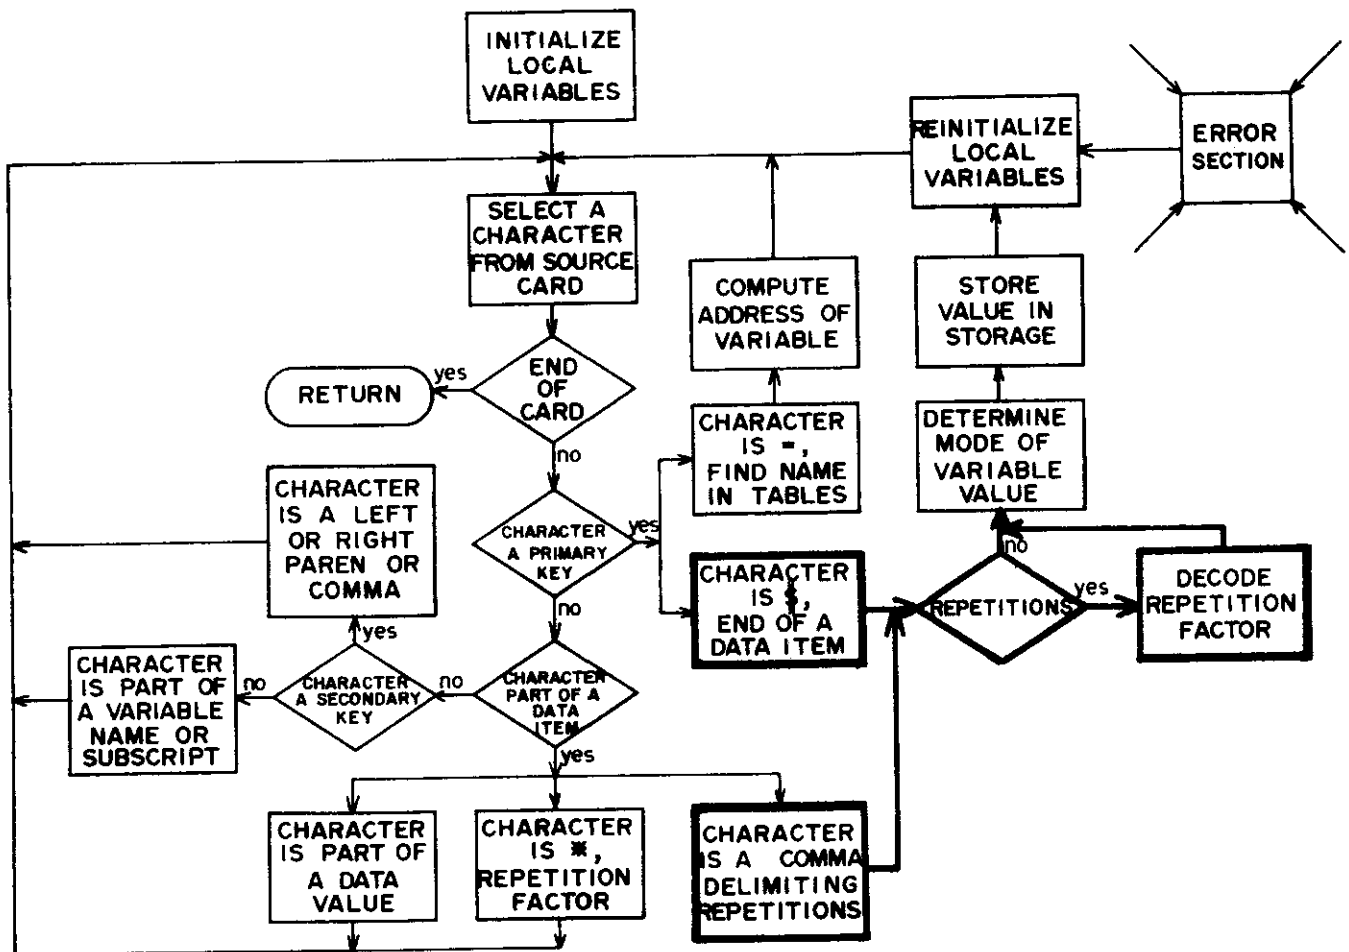 INITIALIZE
LOCAL
VARIABLES
REINITIALIZE
LOCAL
VARIABLES
ERROR
SECTION
SELECT A
CHARACTER
FROM SOURCE
CARD
COMPUTE
ADDRESS OF
VARIABLE
STORE
VALUE IN
STORAGE
END
OF
CARD
yes
RETURN
no
CHARACTER
IS =,
FIND NAME
IN TABLES
DETERMINE
MODE OF
VARIABLE
VALUE
CHARACTER
IS A LEFT
OR RIGHT
PAREN OR
COMMA
CHARACTER
A PRIMARY
KEY
yes
no
CHARACTER
IS $,
END OF A
DATA ITEM
REPETITIONS
no
yes
DECODE
REPETITION
FACTOR
yes
CHARACTER
IS PART OF
A VARIABLE
NAME OR
SUBSCRIPT
no
CHARACTER
A SECONDARY
KEY
no
CHARACTER
PART OF A
DATA
ITEM
yes
CHARACTER
IS PART OF
A DATA
VALUE
CHARACTER
IS *,
REPETITION
FACTOR
CHARACTER
IS A COMMA
DELIMITING
REPETITIONS